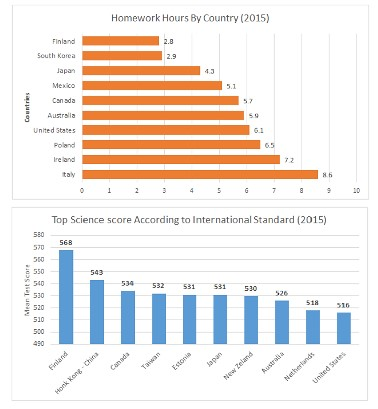 Homework Hours By Country (2015)
Countries
Finland 2.8
South Korea 2.9
Japan 4.3
Mexico 5.1
Canada 5.7
Australia 5.9
United States 6.1
Poland 6.5
Ireland 7.2
Italy 8.6
0 1 2 3 4 5 6 7 8 9 10
Top Science score According to International Standard (2015)
Mean Test Score
580
570
560
550
540
530
520
510
500
490
568 543 534 532 531 531 530 526 518 516
Finland
Honk Kong - China
Canada
Taiwan
Estonia
Japan
New Zeland
Australia
Netherlands
United States